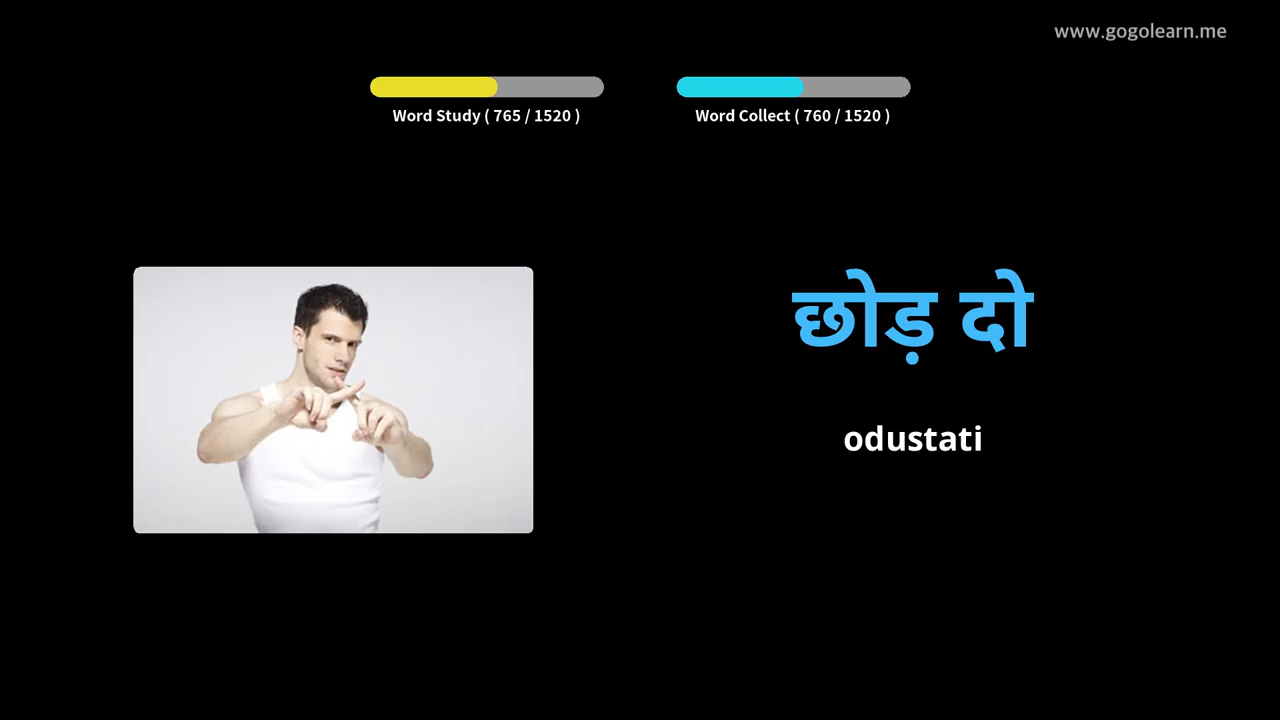 www.gogolearn.me
Word Study ( 765 / 1520 )
Word Collect ( 760 / 1520 )
छोड़ दो
odustati